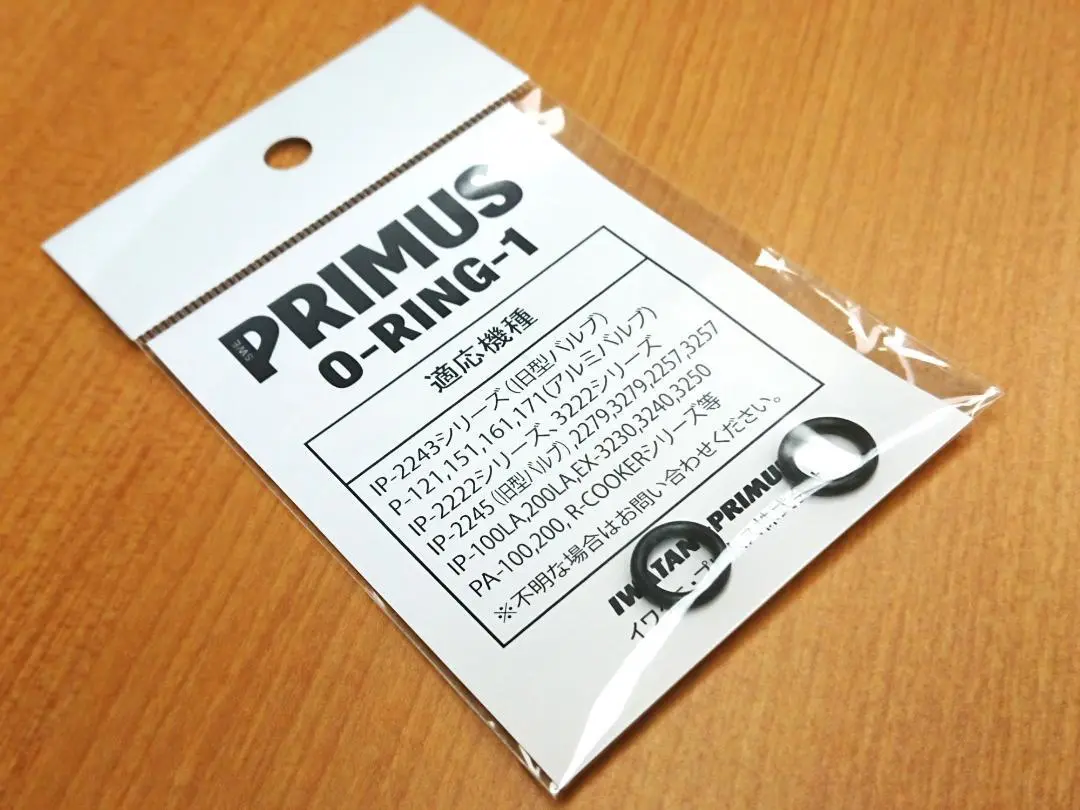 PRIMUS
O-RING-1
適応機種
IP-2243シリーズ(旧型バルブ)
P-121,151,161,171(アルミバルブ)
IP-2222シリーズ、3222シリーズ
IP-2245(旧型バルブ),2279,3279,2257,3257
IP-100LA,200LA,EX-3230,3240,3250
PA-100,200, R-COOKERシリーズ等
※不明な場合はお問い合わせください。
PRIMUS